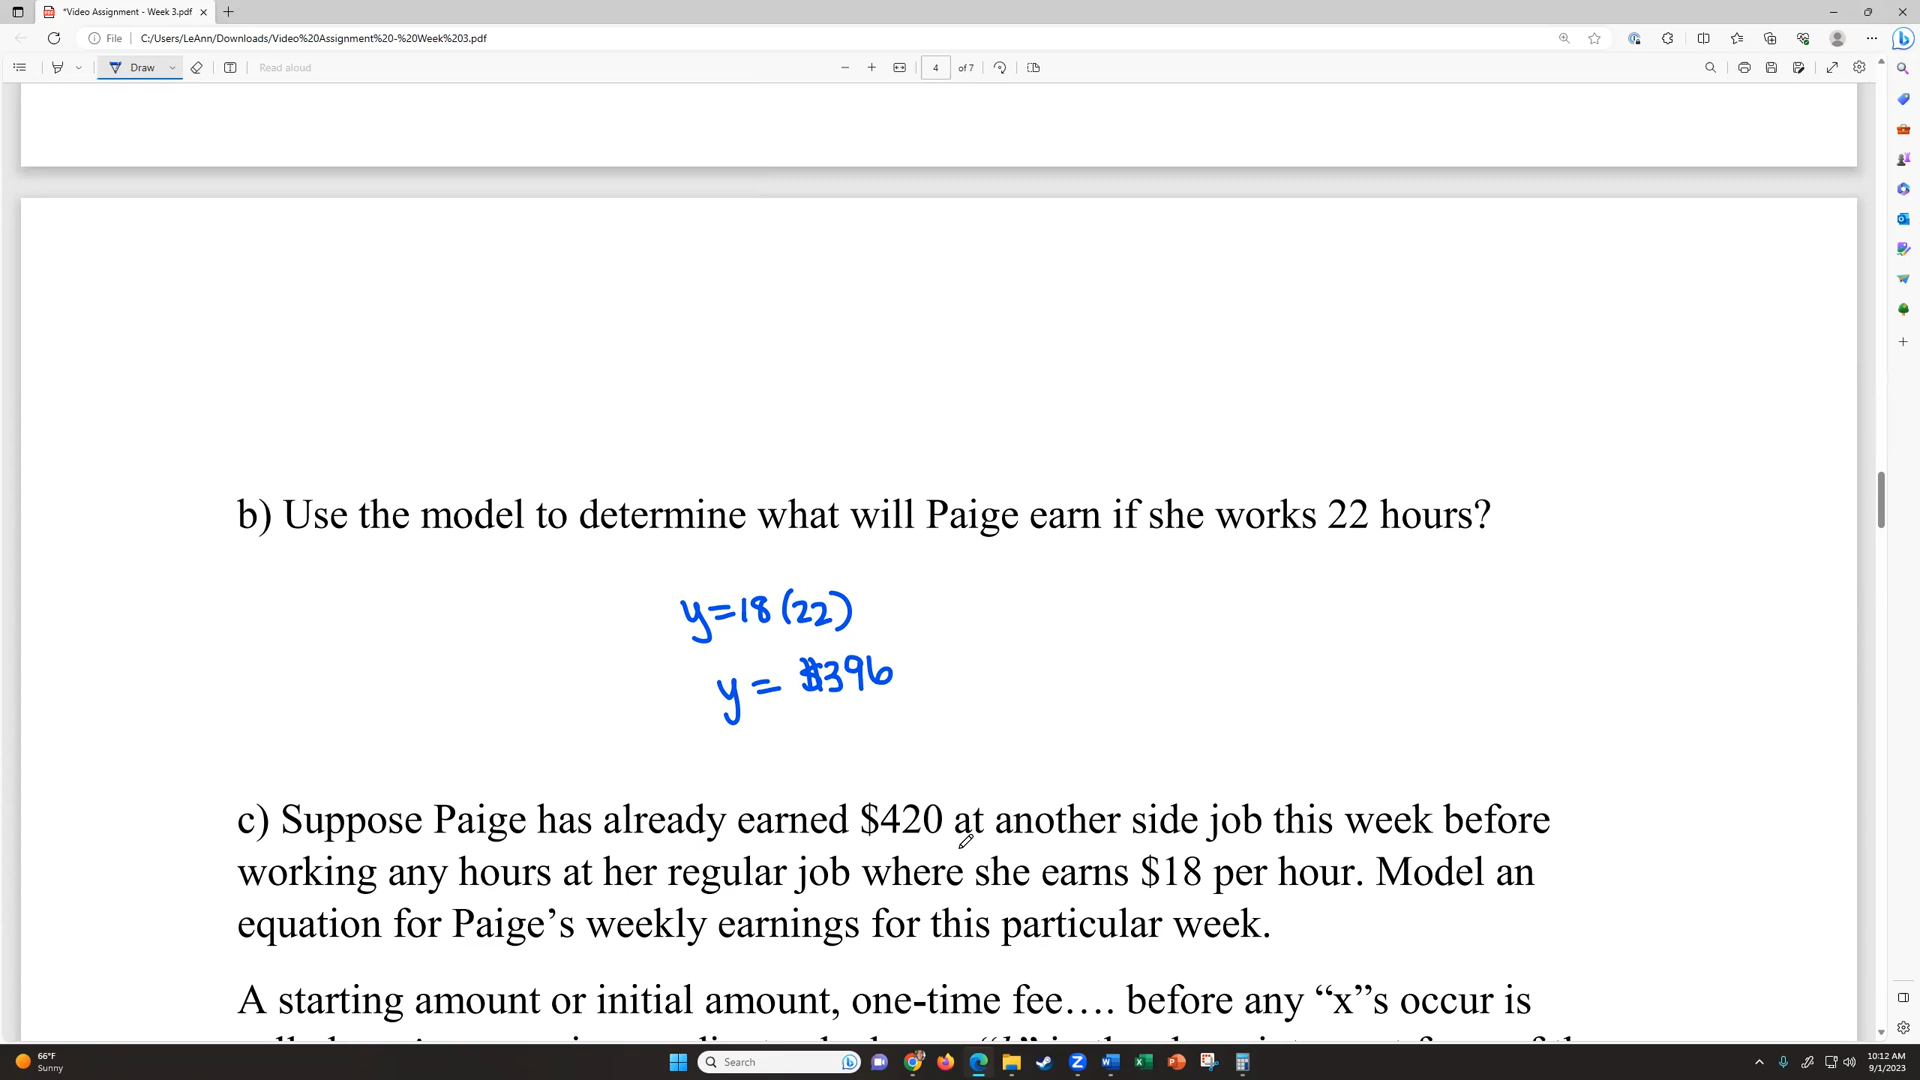 *Video Assignment - Week 3.pdf
File C:/Users/LeAnn/Downloads/Video%20Assignment%20-%20Week%203.pdf
Draw Read aloud 4 of 7
b) Use the model to determine what will Paige earn if she works 22 hours?
y=18(22)
y= $396
c) Suppose Paige has already earned $420 at another side job this week before
working any hours at her regular job where she earns $18 per hour. Model an
equation for Paige’s weekly earnings for this particular week.
A starting amount or initial amount, one-time fee…. before any “x”s occur is
66°F
Sunny
Search
10:12 AM
9/1/2023